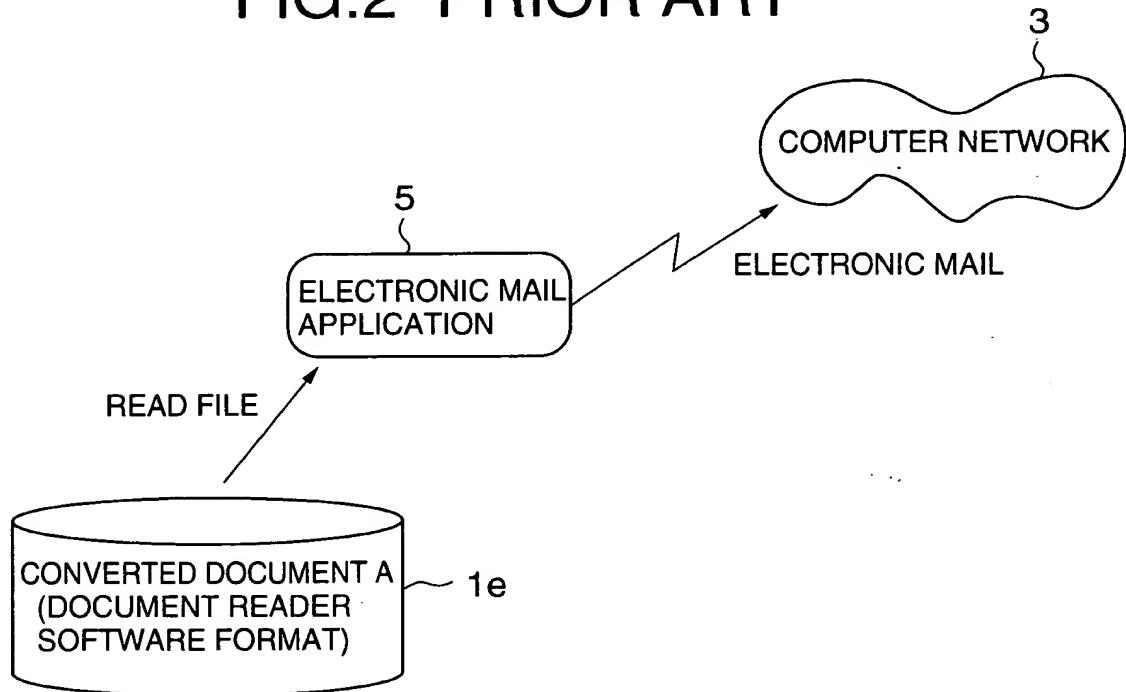 FIG.2 PRIOR ART
3
COMPUTER NETWORK
5
ELECTRONIC MAIL
ELECTRONIC MAIL
APPLICATION
READ FILE
CONVERTED DOCUMENT A
(DOCUMENT READER
SOFTWARE FORMAT)
1e